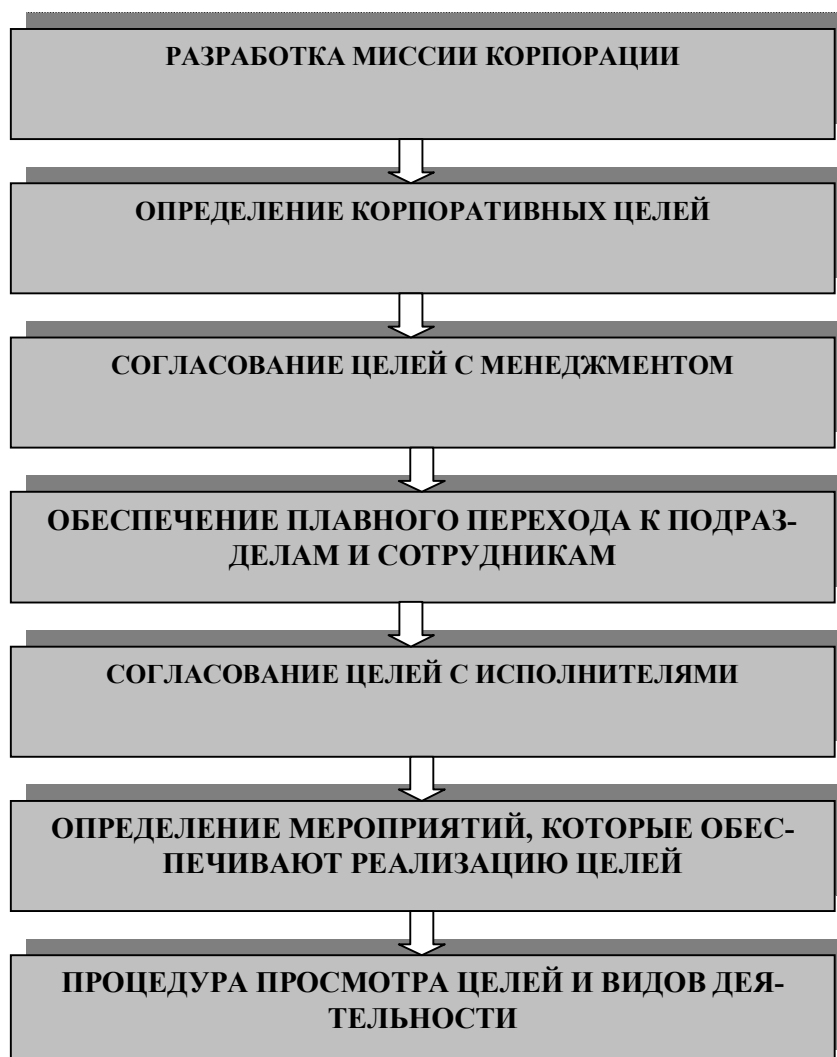 РАЗРАБОТКА МИССИИ КОРПОРАЦИИ
ОПРЕДЕЛЕНИЕ КОРПОРАТИВНЫХ ЦЕЛЕЙ
СОГЛАСОВАНИЕ ЦЕЛЕЙ С МЕНЕДЖМЕНТОМ
ОБЕСПЕЧЕНИЕ ПЛАВНОГО ПЕРЕХОДА К ПОДРАЗ-
ДЕЛАМ И СОТРУДНИКАМ
СОГЛАСОВАНИЕ ЦЕЛЕЙ С ИСПОЛНИТЕЛЯМИ
ОПРЕДЕЛЕНИЕ МЕРОПРИЯТИЙ, КОТОРЫЕ ОБЕС-
ПЕЧИВАЮТ РЕАЛИЗАЦИЮ ЦЕЛЕЙ
ПРОЦЕДУРА ПРОСМОТРА ЦЕЛЕЙ И ВИДОВ ДЕЯ-
ТЕЛЬНОСТИ